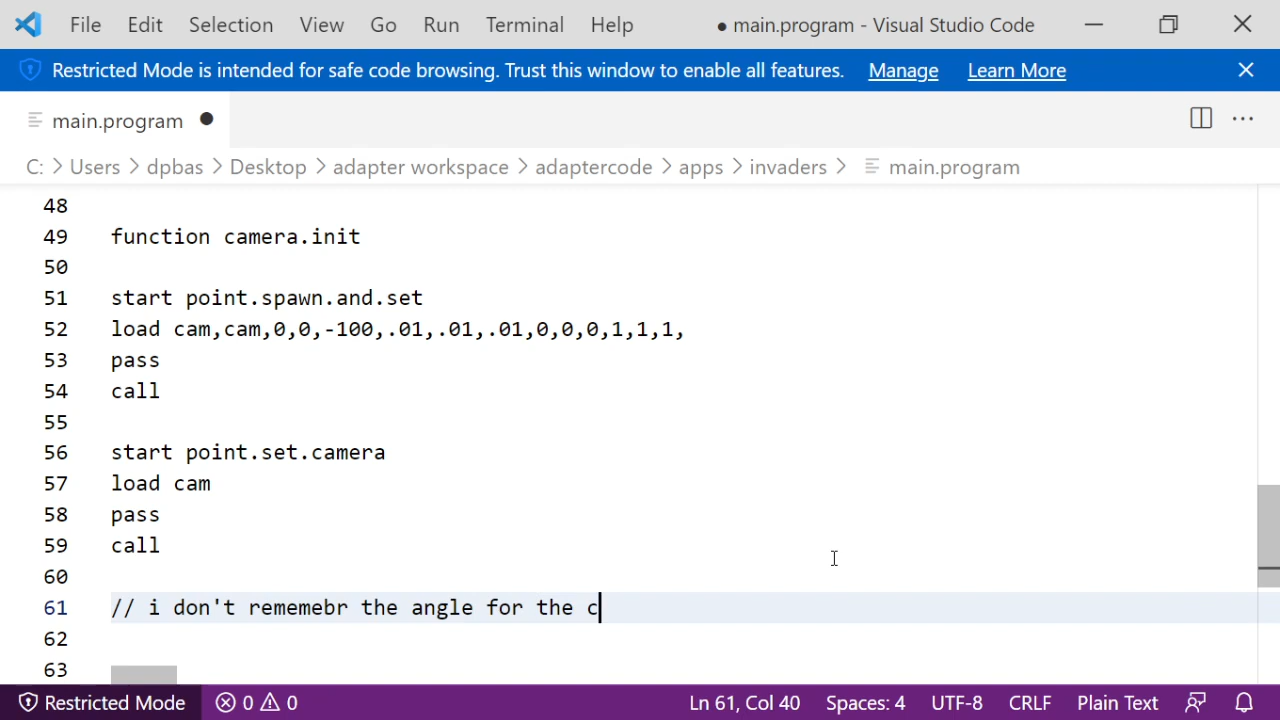 File Edit Selection View Go Run Terminal Help ● main.program - Visual Studio Code
Restricted Mode is intended for safe code browsing. Trust this window to enable all features. Manage Learn More
main.program
C: > Users > dpbas > Desktop > adapter workspace > adaptercode > apps > invaders > main.program
48
49 function camera.init
50
51 start point.spawn.and.set
52 load cam,cam,0,0,-100,.01,.01,.01,0,0,0,1,1,1,
53 pass
54 call
55
56 start point.set.camera
57 load cam
58 pass
59 call
60
61 // i don't rememebr the angle for the c
62
63
Restricted Mode 0 0 Ln 61, Col 40 Spaces: 4 UTF-8 CRLF Plain Text